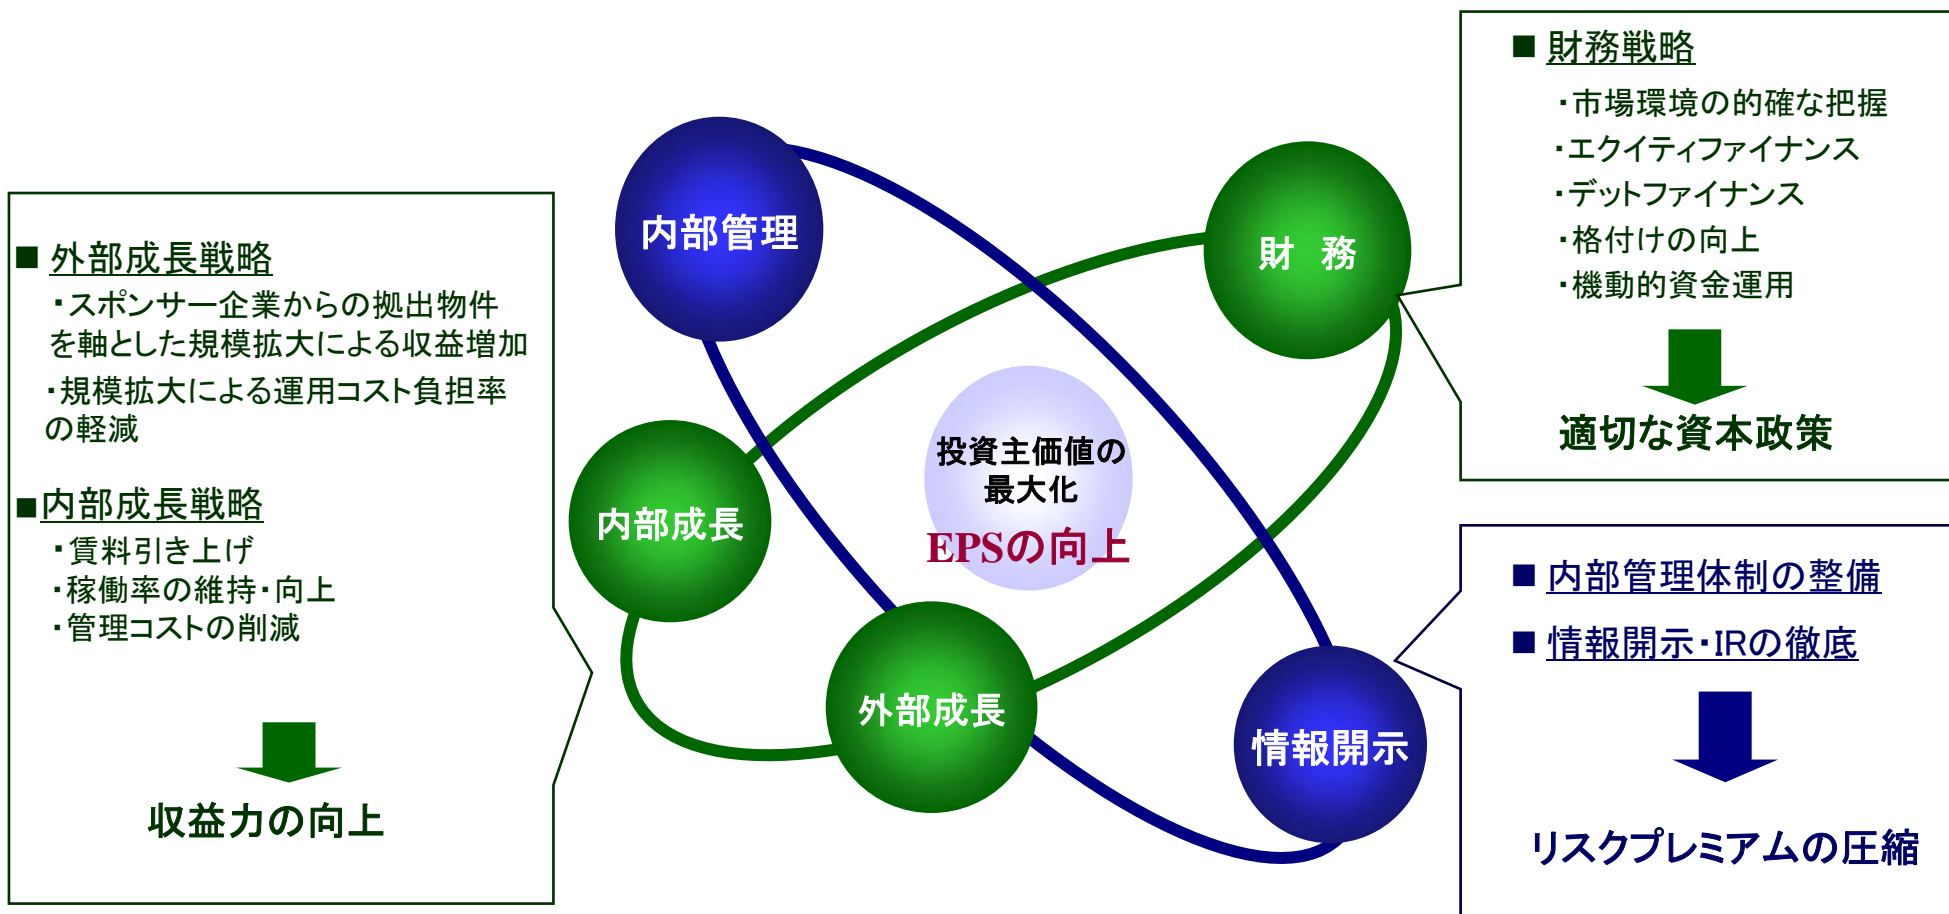 ■ 外部成長戦略
・スポンサー企業からの拠出物件
を軸とした規模拡大による収益増加
・規模拡大による運用コスト負担率
の軽減
■内部成長戦略
・賃料引き上げ
・稼働率の維持・向上
・管理コストの削減
収益力の向上
内部管理
財 務
内部成長
投資主価値の
最大化
EPSの向上
外部成長
情報開示
■ 財務戦略
・市場環境の的確な把握
・エクイティファイナンス
・デットファイナンス
・格付けの向上
・機動的資金運用
適切な資本政策
■ 内部管理体制の整備
■ 情報開示・IRの徹底
リスクプレミアムの圧縮